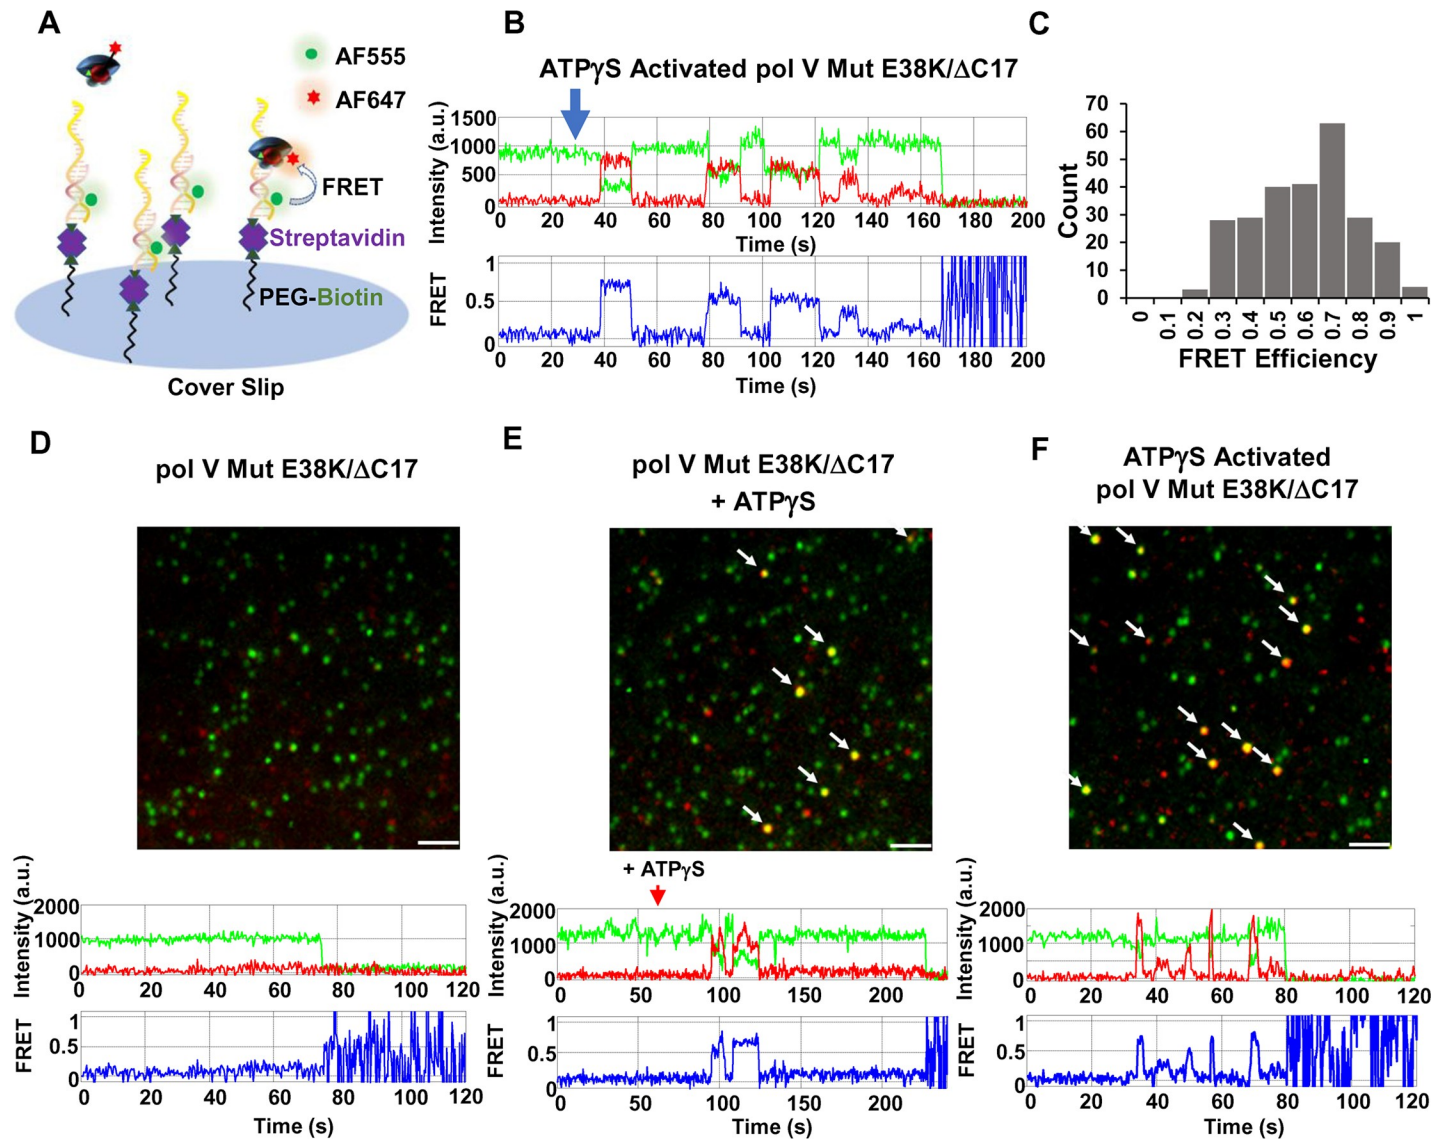 A
AF555
AF647
FRET
Streptavidin
PEG-Biotin
Cover Slip
B
ATPγS Activated pol V Mut E38K/ΔC17
Intensity (a.u.)
1500
1000
500
0
0 20 40 60 80 100 120 140 160 180 200
Time (s)
FRET
1
0.5
0
0 20 40 60 80 100 120 140 160 180 200
Time (s)
C
Count
70
60
50
40
30
20
10
0
0 0.1 0.2 0.3 0.4 0.5 0.6 0.7 0.8 0.9 1
FRET Efficiency
D
pol V Mut E38K/ΔC17
Intensity (a.u.)
2000
1000
0
0 20 40 60 80 100 120
FRET
1
0.5
0
0 20 40 60 80 100 120
Time (s)
E
pol V Mut E38K/ΔC17
+ ATPγS
+ ATPγS
Intensity (a.u.)
2000
1000
0
0 50 100 150 200
FRET
1
0.5
0
0 50 100 150 200
Time (s)
F
ATPγS Activated
pol V Mut E38K/ΔC17
Intensity (a.u.)
2000
1000
0
0 20 40 60 80 100 120
FRET
1
0.5
0
0 20 40 60 80 100 120
Time (s)